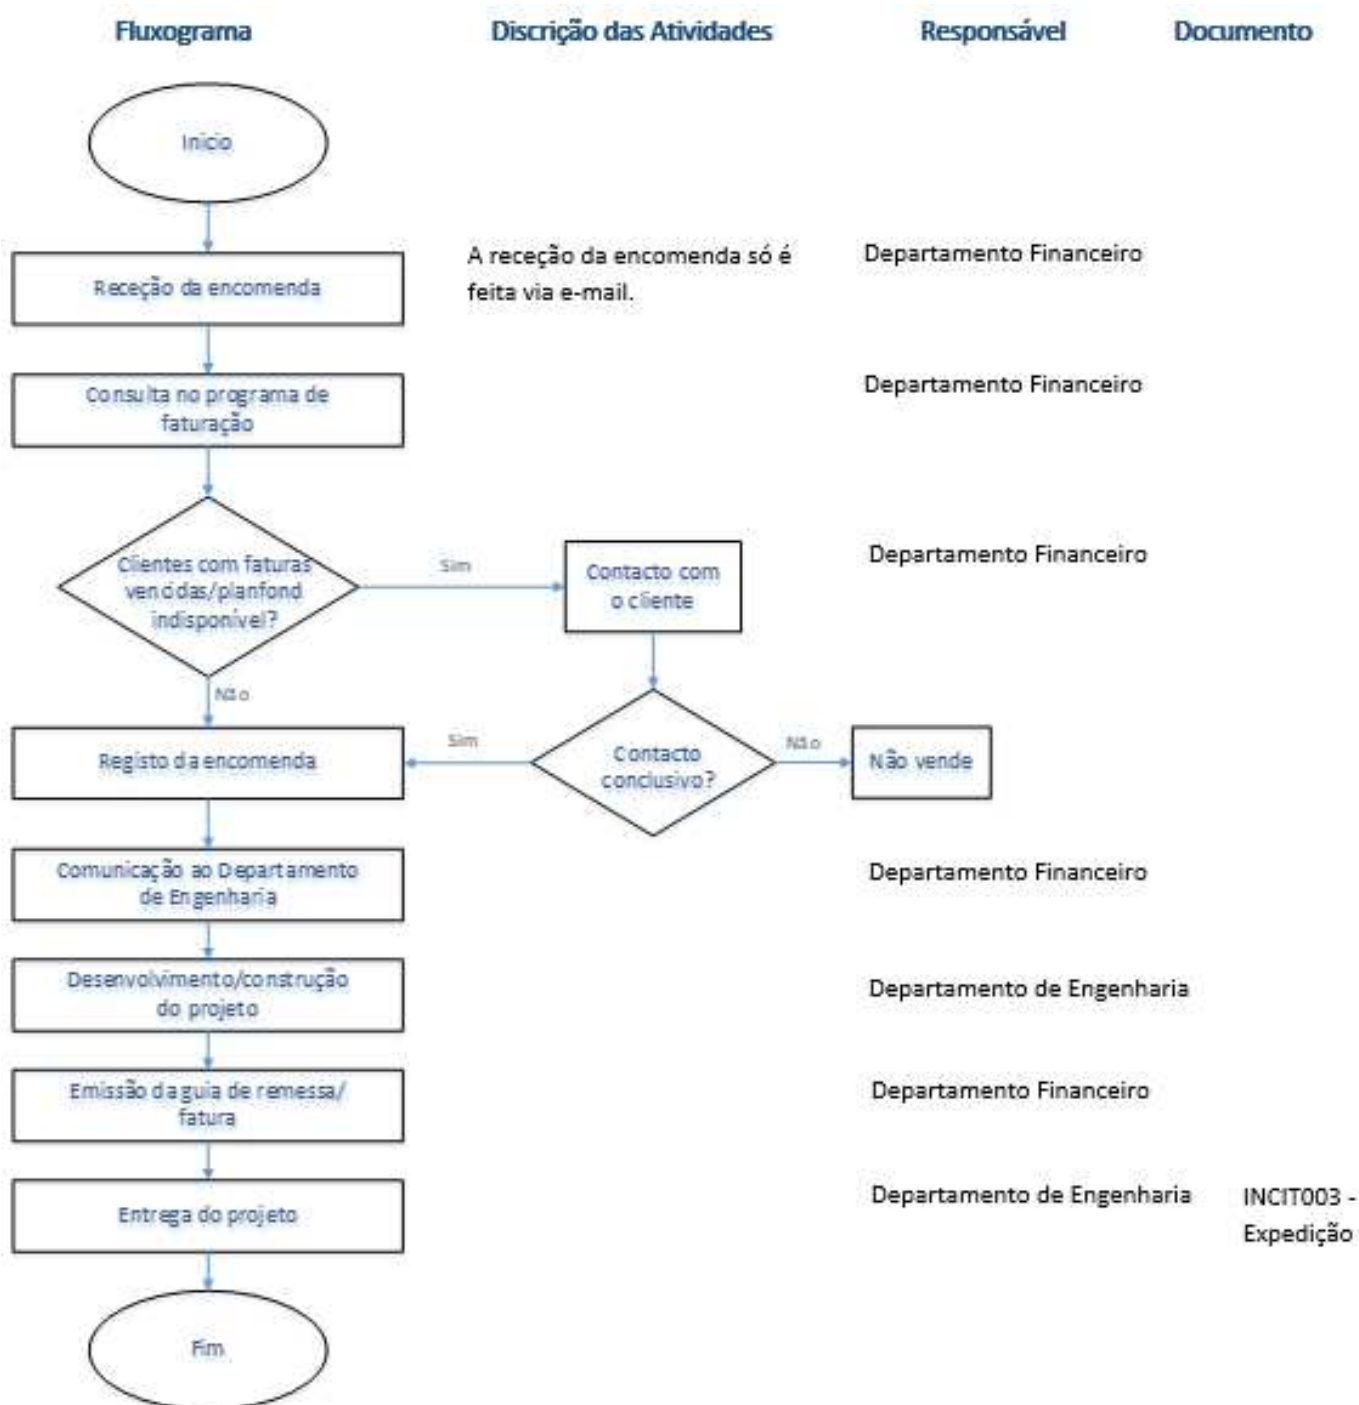 Fluxograma
Discrição das Atividades
Responsável
Documento
Inicio
Receção da encomenda
A receção da encomenda só é
feita via e-mail.
Departamento Financeiro
Consulta no programa de
faturação
Departamento Financeiro
Clientes com faturas
vencidas/planfond
indisponível?
Sim
Contacto com
o cliente
Departamento Financeiro
Não
Registo da encomenda
Sim
Contacto
conclusivo?
Não
Não vende
Comunicação ao Departamento
de Engenharia
Departamento Financeiro
Desenvolvimento/construção
do projeto
Departamento de Engenharia
Emissão da guia de remessa/
fatura
Departamento Financeiro
Entrega do projeto
Departamento de Engenharia
INCIT003 -
Expedição
Fim